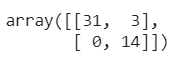 array([[31,  3],
       [ 0, 14]])